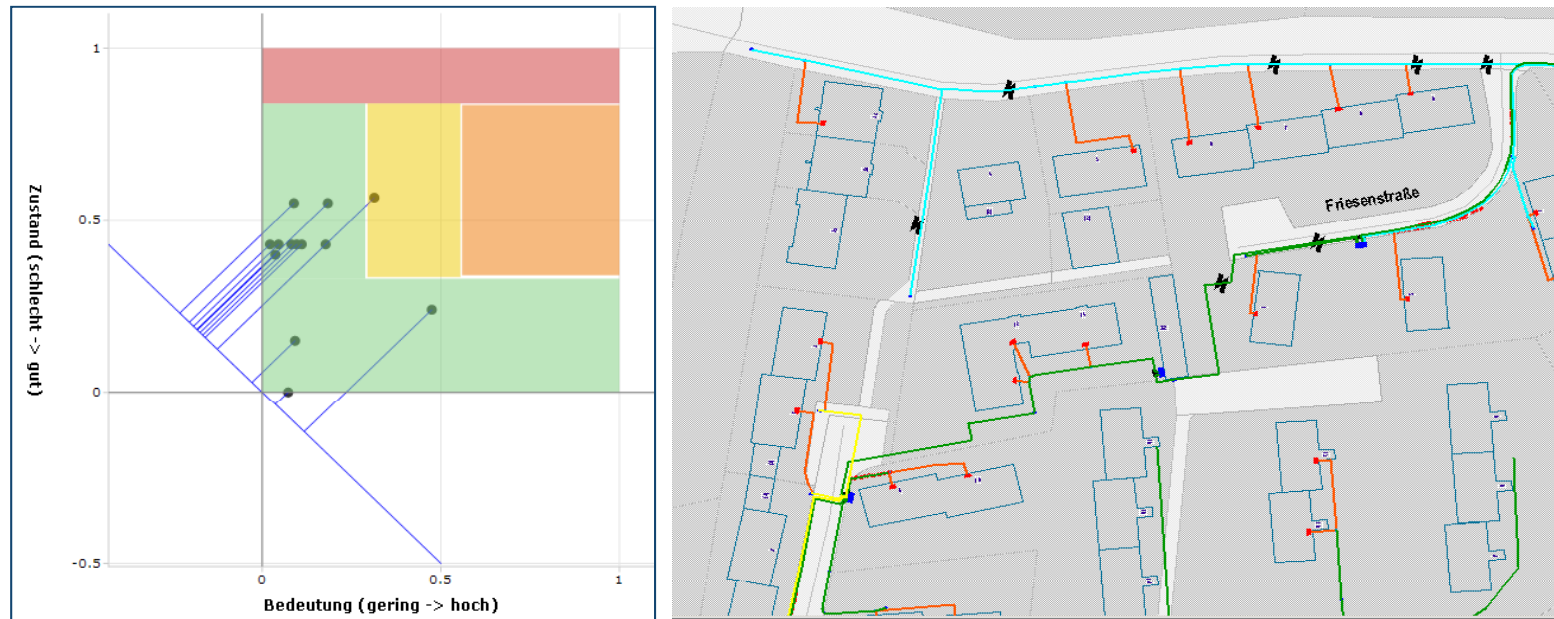 1
0.5
0
-0.5
0
0.5
1
Zustand (schlecht -> gut)
Bedeutung (gering -> hoch)
Friesenstraße